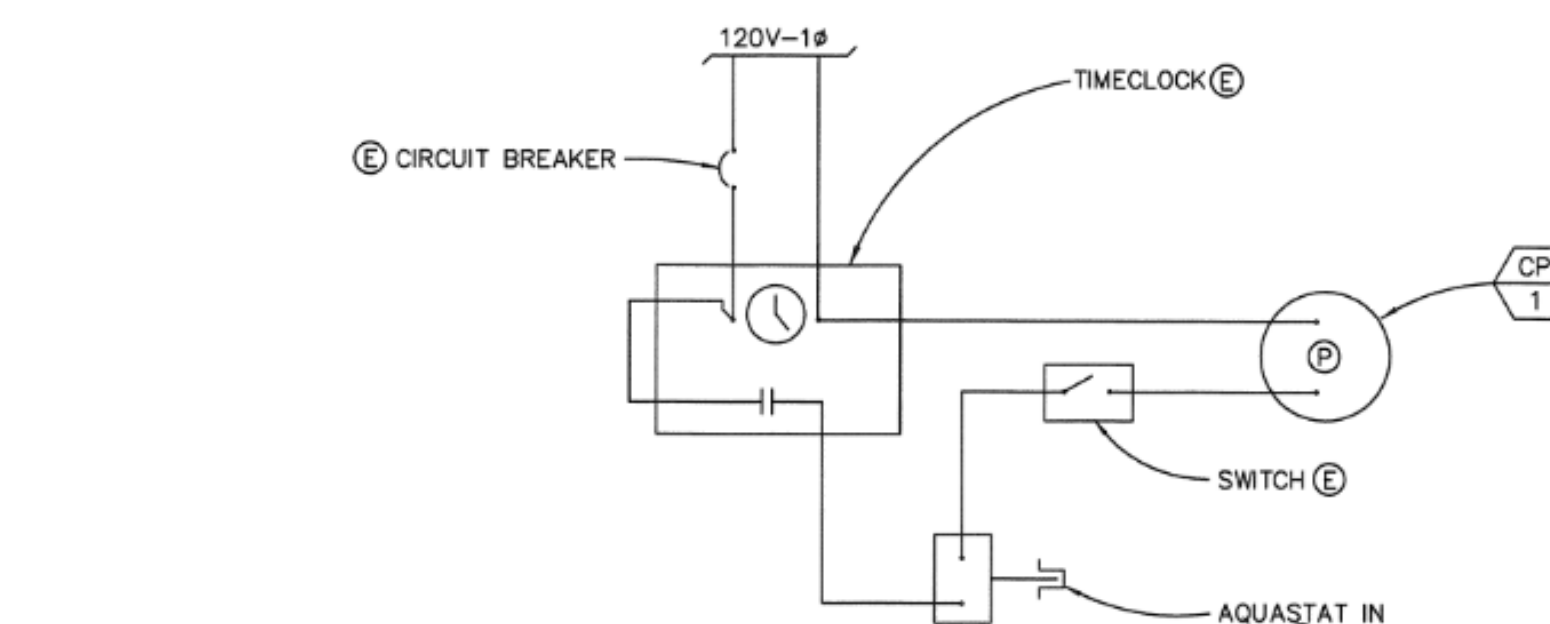 120V-1ø
TIMECLOCK Ⓔ
Ⓔ CIRCUIT BREAKER
CP
1
Ⓟ
SWITCH Ⓔ
AQUASTAT IN